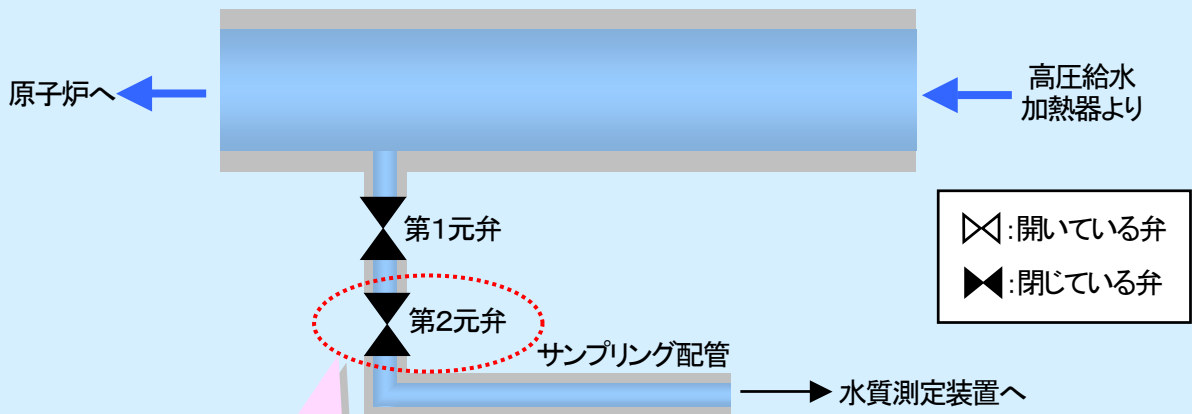 原子炉へ
高圧給水
加熱器より
第1元弁
:開いている弁
:閉じている弁
第2元弁
サンプリング配管
水質測定装置へ